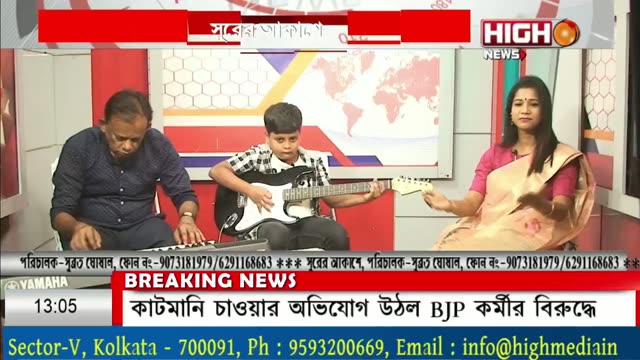 সুরের আকাশে
HIGH
NEWS
পরিচালক-সুব্রত ঘোষাল, ফোন নং-9073181979/6291168683 *** সুরের আকাশে, পরিচালক-সুব্রত ঘোষাল, ফোন নং-9073181979/6291168683 ***
YAMAHA
BREAKING NEWS
13:05
কাটমানি চাওয়ার অভিযোগ উঠল BJP কর্মীর বিরুদ্ধে
Sector-V, Kolkata - 700091, Ph : 9593200669, Email : info@highmediain